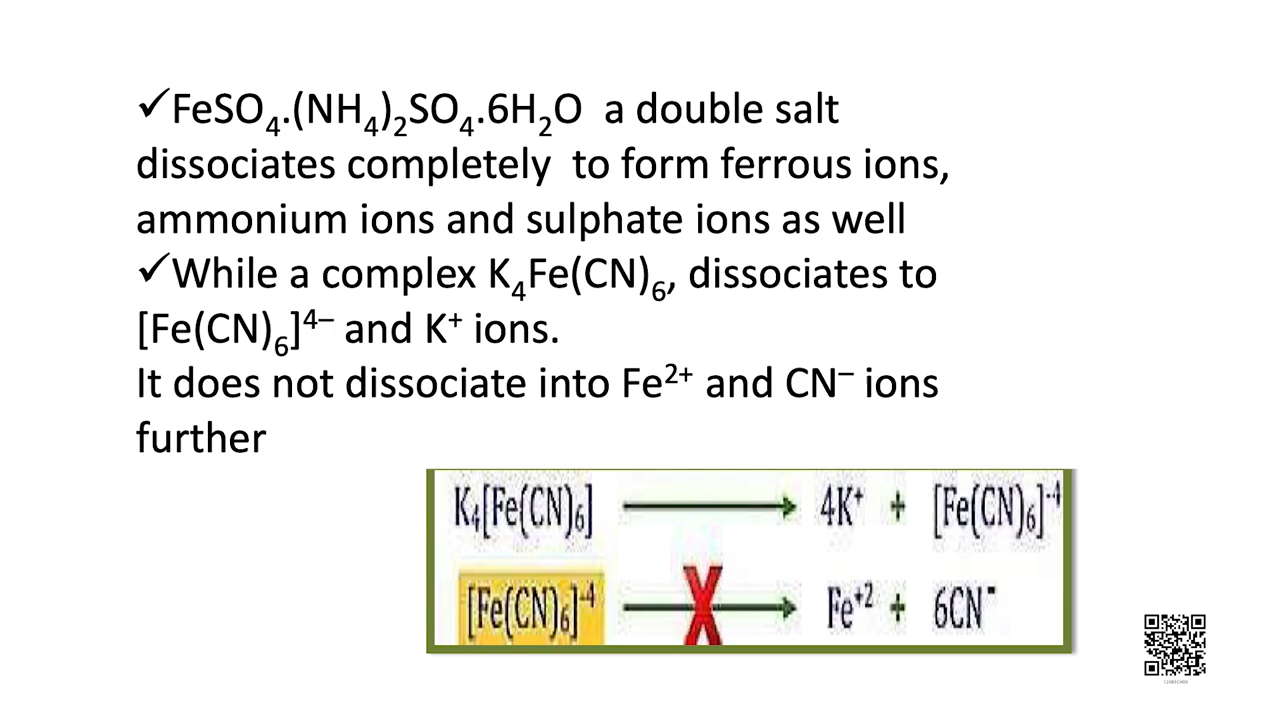 ✓FeSO₄.(NH₄)₂SO₄.6H₂O a double salt
dissociates completely to form ferrous ions,
ammonium ions and sulphate ions as well
✓While a complex K₄Fe(CN)₆, dissociates to
[Fe(CN)₆]⁴⁻ and K⁺ ions.
It does not dissociate into Fe²⁺ and CN⁻ ions
further
K₄[Fe(CN)₆] → 4K⁺ + [Fe(CN)₆]⁻⁴
[Fe(CN)₆]⁻⁴ X→ Fe⁺² + 6CN⁻